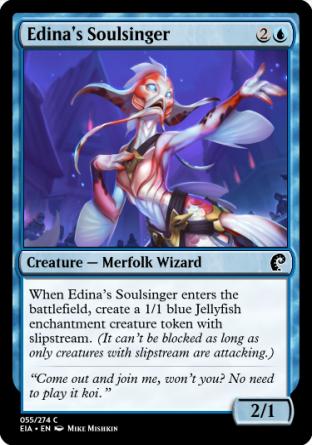 Edina's Soulsinger 2
Creature — Merfolk Wizard
When Edina's Soulsinger enters the
battlefield, create a 1/1 blue Jellyfish
enchantment creature token with
slipstream. (It can't be blocked as long as
only creatures with slipstream are attacking.)
"Come out and join me, won't you? No
need to play it koi."
2/1
055/274 C
EIA • EN Mike Mishkin